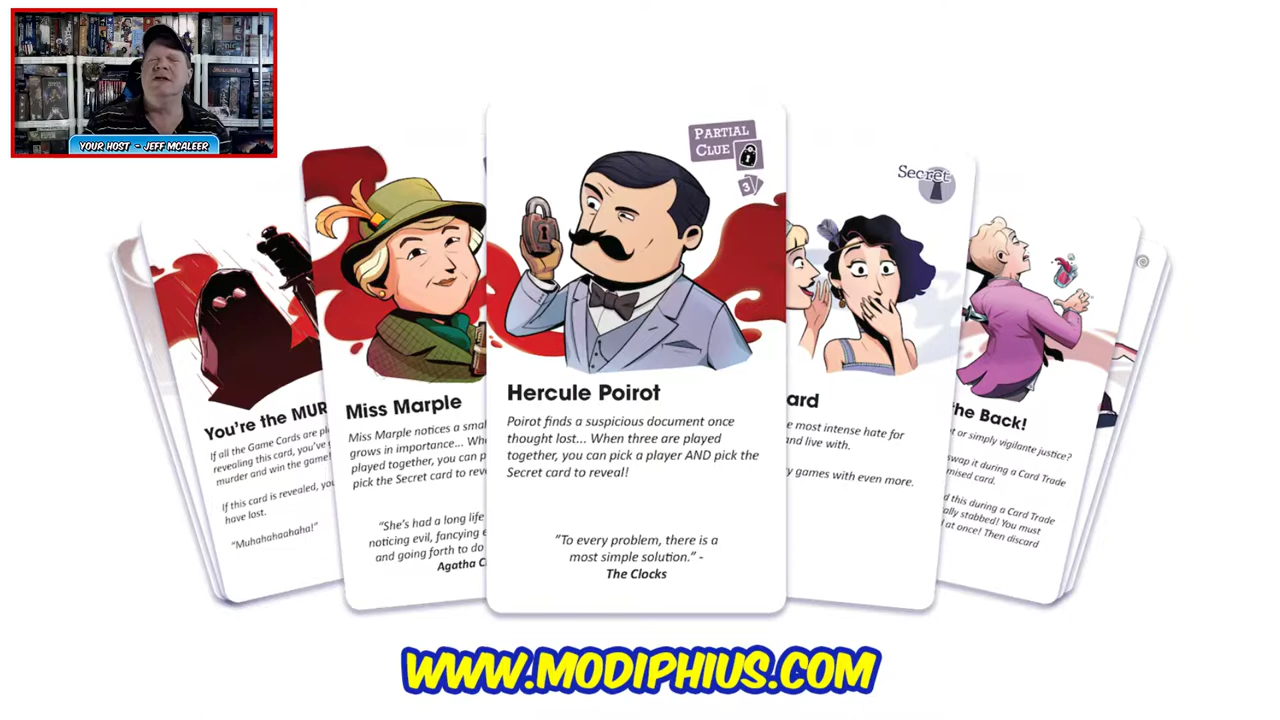 YOUR HOST - JEFF MCALEER
PARTIAL
CLUE
3
Secret
You're the MUR
If all the Game Cards are pl
revealing this card, you've
murder and win the game!
If this card is revealed, you
have lost.
"Muhahahaahaha!"
Miss Marple
Miss Marple notices a smal
grows in importance... Whe
played together, you can p
pick the Secret card to reve
"She's had a long life
noticing evil, fancying e
and going forth to do
Agatha C
Hercule Poirot
Poirot finds a suspicious document once
thought lost... When three are played
together, you can pick a player AND pick the
Secret card to reveal!
"To every problem, there is a
most simple solution." -
The Clocks
ard
e most intense hate for
and live with.
y games with even more.
the Back!
t or simply vigilante justice?
swap it during a Card Trade
mised card.
d this during a Card Trade
ally stabbed! You must
d at once! Then discard
WWW.MODIPHIUS.COM